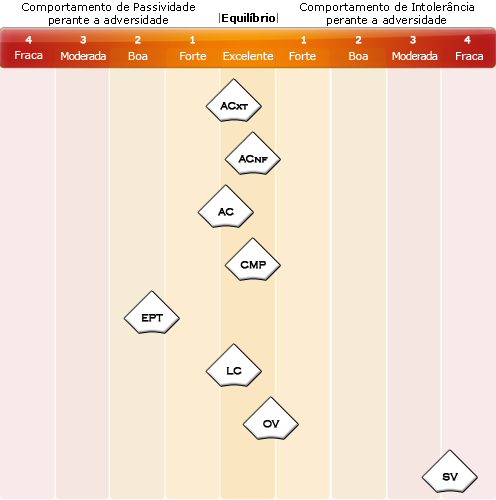 Comportamento de Passividade
perante a adversidade
|Equilíbrio|
Comportamento de Intolerância
perante a adversidade
4 3 2 1 1 2 3 4
Fraca Moderada Boa Forte Excelente Forte Boa Moderada Fraca
ACXT
ACNF
AC
CMP
EPT
LC
OV
SV